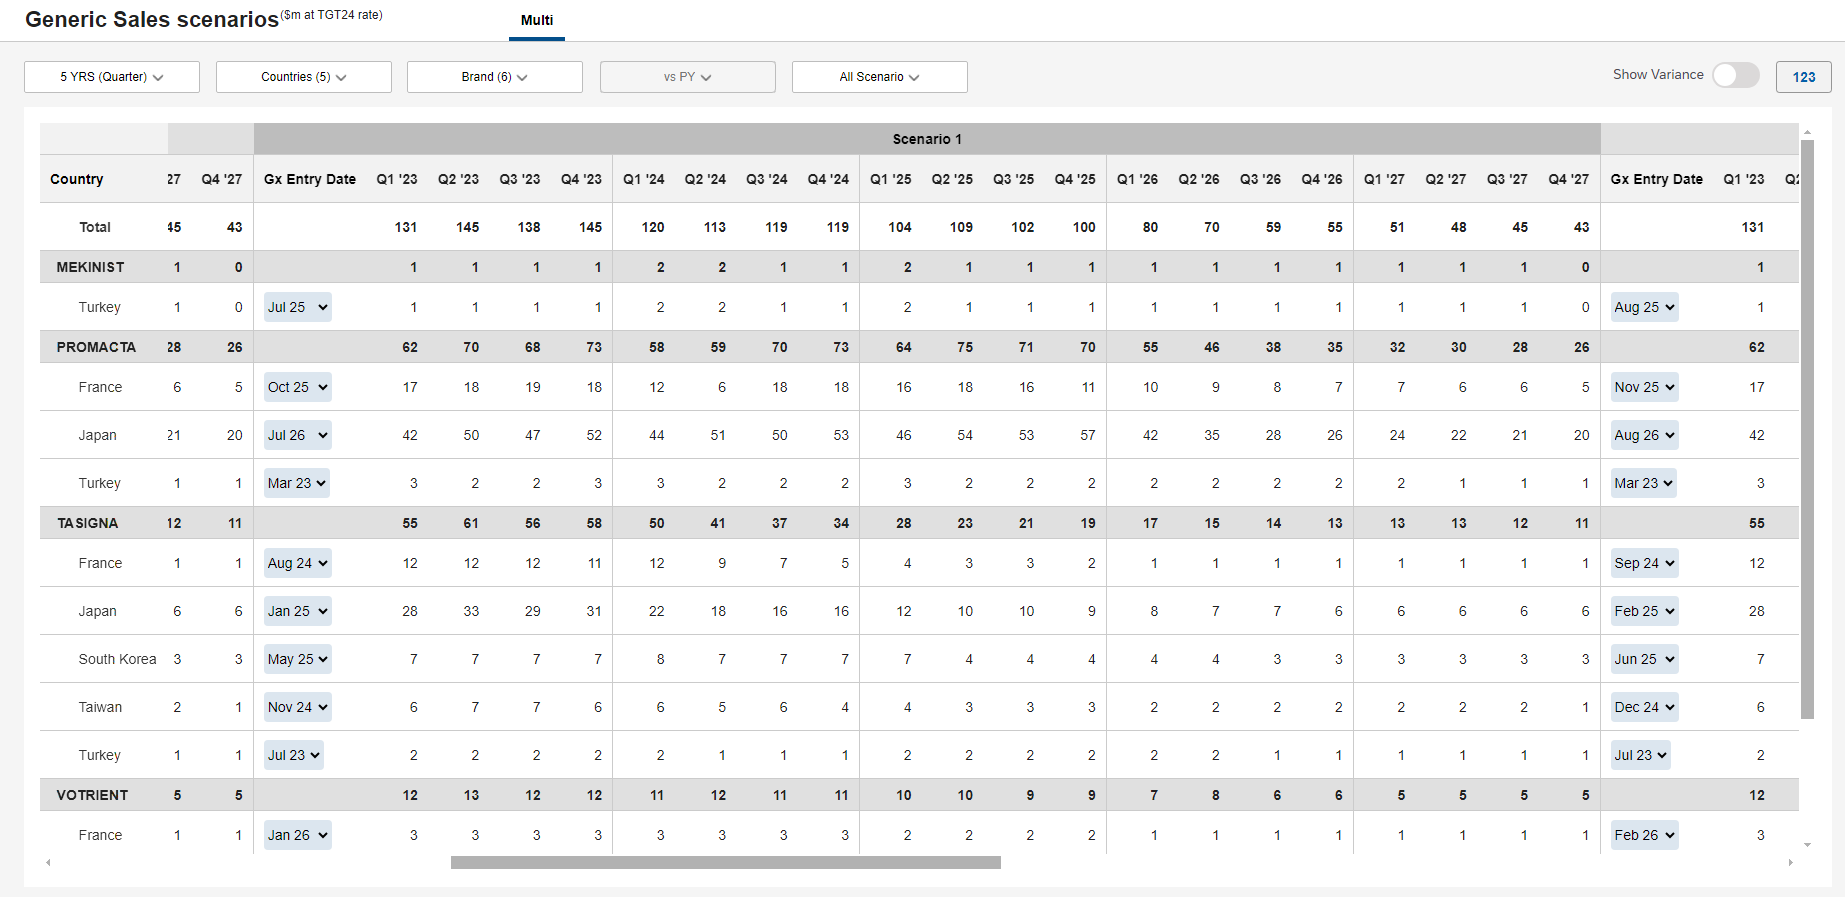 Generic Sales scenarios ($m at TGT24 rate) Multi
5 YRS (Quarter) Countries (5) Brand (6) vs PY All Scenario Show Variance 123
Scenario 1
Country 27 Q4 '27 Gx Entry Date Q1 '23 Q2 '23 Q3 '23 Q4 '23 Q1 '24 Q2 '24 Q3 '24 Q4 '24 Q1 '25 Q2 '25 Q3 '25 Q4 '25 Q1 '26 Q2 '26 Q3 '26 Q4 '26 Q1 '27 Q2 '27 Q3 '27 Q4 '27 Gx Entry Date Q1 '23 Q2
Total 45 43 131 145 138 145 120 113 119 119 104 109 102 100 80 70 59 55 51 48 45 43 131
MEKINIST 1 0 1 1 1 1 2 2 1 1 2 1 1 1 1 1 1 1 1 1 1 0 1
Turkey 1 0 Jul 25 1 1 1 1 2 2 1 1 2 1 1 1 1 1 1 1 1 1 1 0 Aug 25 1
PROMACTA 28 26 62 70 68 73 58 59 70 73 64 75 71 70 55 46 38 35 32 30 28 26 62
France 6 5 Oct 25 17 18 19 18 12 6 18 18 16 18 16 11 10 9 8 7 7 6 6 5 Nov 25 17
Japan 21 20 Jul 26 42 50 47 52 44 51 50 53 46 54 53 57 42 35 28 26 24 22 21 20 Aug 26 42
Turkey 1 1 Mar 23 3 2 2 3 3 2 2 2 3 2 2 2 2 2 2 2 2 1 1 1 Mar 23 3
TASIGNA 12 11 55 61 56 58 50 41 37 34 28 23 21 19 17 15 14 13 13 13 12 11 55
France 1 1 Aug 24 12 12 12 11 12 9 7 5 4 3 3 2 1 1 1 1 1 1 1 1 Sep 24 12
Japan 6 6 Jan 25 28 33 29 31 22 18 16 16 12 10 10 9 8 7 7 6 6 6 6 6 Feb 25 28
South Korea 3 3 May 25 7 7 7 7 8 7 7 7 7 4 4 4 4 4 3 3 3 3 3 3 Jun 25 7
Taiwan 2 1 Nov 24 6 7 7 6 6 5 6 4 4 3 3 3 2 2 2 2 2 2 2 1 Dec 24 6
Turkey 1 1 Jul 23 2 2 2 2 2 1 1 1 2 2 2 2 2 2 1 1 1 1 1 1 Jul 23 2
VOTRIENT 5 5 12 13 12 12 11 12 11 11 10 10 9 9 7 8 6 6 5 5 5 5 12
France 1 1 Jan 26 3 3 3 3 3 3 3 3 2 2 2 2 1 1 1 1 1 1 1 1 Feb 26 3